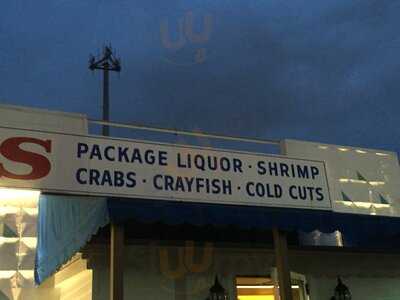 S
PACKAGE LIQUOR · SHRIMP
CRABS · CRAYFISH · COLD CUTS